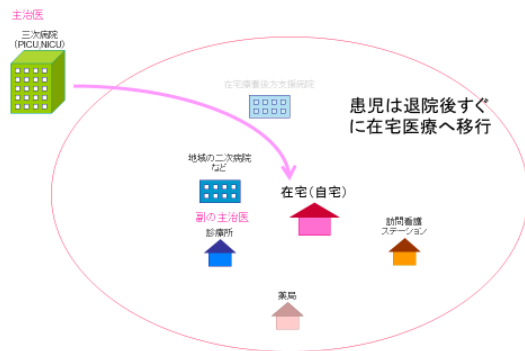 主治医
三次病院
(PICU,NICU)
在宅療養後方支援病院
患児は退院後すぐ
に在宅医療へ移行
地域の二次病院
など
在宅(自宅)
副の主治医
診療所
訪問看護
ステーション
薬局